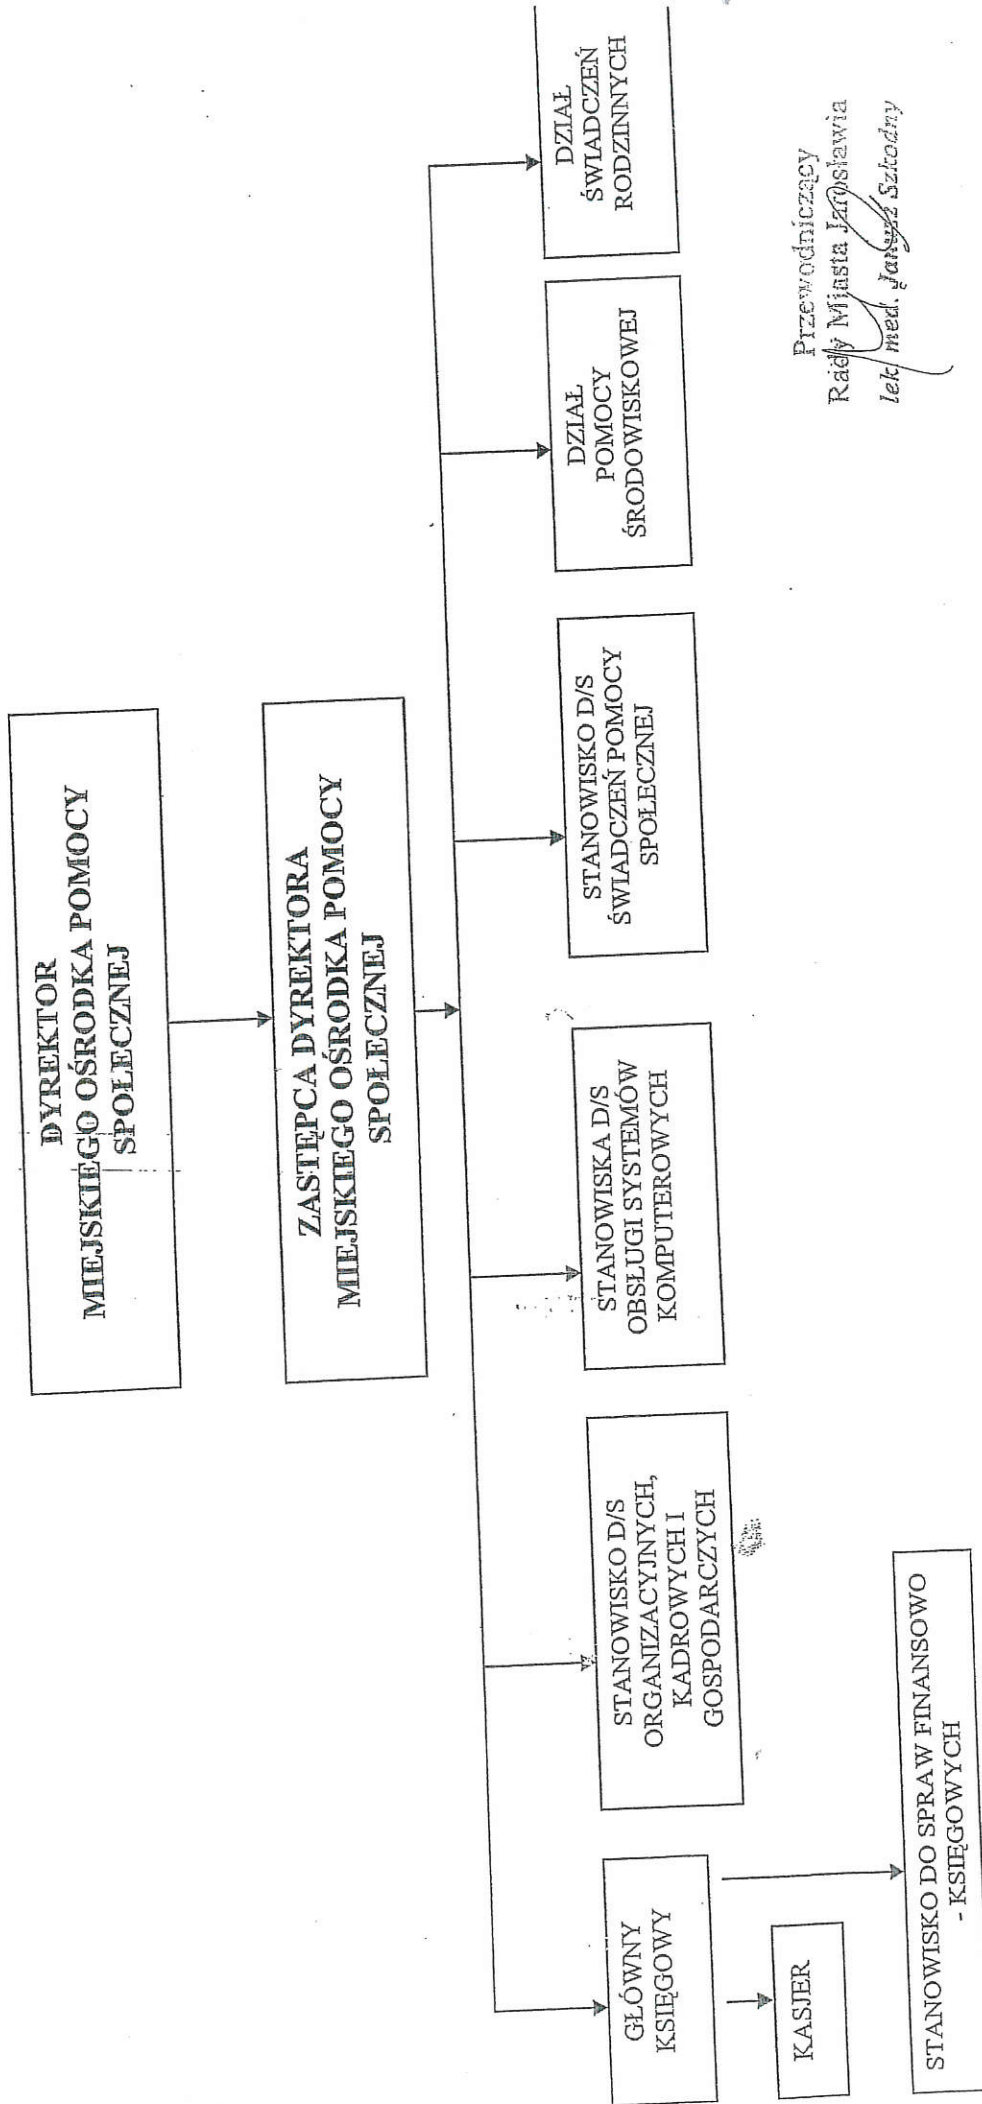 DYREKTOR
MIEJSKIEGO OŚRODKA POMOCY
SPOŁECZNEJ
ZASTĘPCA DYREKTORA
MIEJSKIEGO OŚRODKA POMOCY
SPOŁECZNEJ
GŁÓWNY
KSIĘGOWY
STANOWISKO D/S
ORGANIZACYJNYCH,
KADROWYCH I
GOSPODARCZYCH
STANOWISKA D/S
OBSŁUGI SYSTEMÓW
KOMPUTEROWYCH
STANOWISKO D/S
ŚWIADCZEŃ POMOCY
SPOŁECZNEJ
DZIAŁ
POMOCY
ŚRODOWISKOWEJ
DZIAŁ
ŚWIADCZEŃ
RODZINNYCH
KASJER
STANOWISKO DO SPRAW FINANSOWO
- KSIĘGOWYCH
Przewodniczący
Rady Miasta Jarosławia
lek. med. Janusz Szkodny